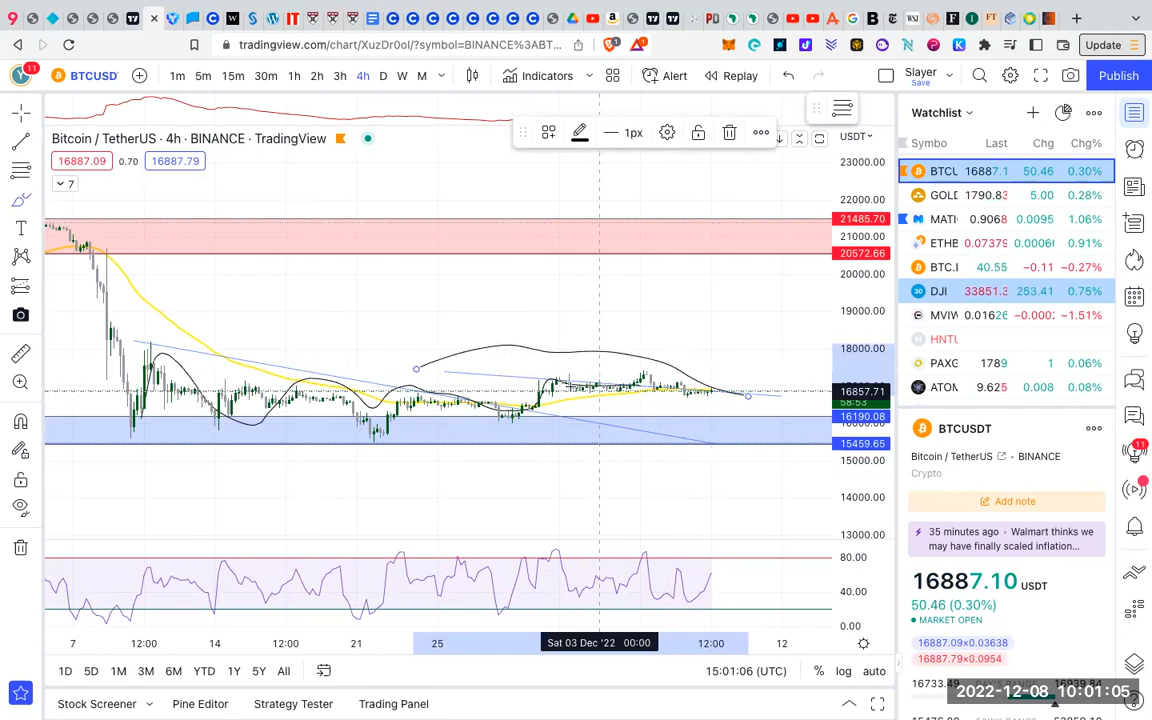 tradingview.com/chart/XuzDr0ol/?symbol=BINANCE%3ABT...
Update
11
BTCUSD
1m 5m 15m 30m 1h 2h 3h 4h D W M
Indicators
Alert
Replay
Slayer
Save
Publish
Bitcoin / TetherUS · 4h · BINANCE · TradingView
1px
USDT
16887.09 0.70 16887.79
7
23000.00
22000.00
21485.70
21000.00
20572.66
20000.00
19000.00
18000.00
16857.71
58:53
16190.08
15459.65
15000.00
14000.00
13000.00
80.00
40.00
0.00
7 12:00 14 12:00 21 25 Sat 03 Dec '22 00:00 12:00 12
1D 5D 1M 3M 6M YTD 1Y 5Y All
15:01:06 (UTC) % log auto
Stock Screener Pine Editor Strategy Tester Trading Panel
Watchlist
Symbo Last Chg Chg%
BTCU 16887.1 50.46 0.30%
GOLD 1790.83 5.00 0.28%
MATI 0.9068 0.0095 1.06%
ETHB 0.07379 0.00066 0.91%
BTC.I 40.55 −0.11 −0.27%
DJI 33851.3 253.41 0.75%
MVIW 0.01626 −0.0002 −1.51%
HNTU
PAXG 1789 1 0.06%
ATOM 9.625 0.008 0.08%
BTCUSDT
Bitcoin / TetherUS · BINANCE
Crypto
Add note
35 minutes ago · Walmart thinks we
may have finally scaled inflation...
16887.10 USDT
50.46 (0.30%)
MARKET OPEN
16887.09×0.03638
16887.79×0.0954
11
2022-12-08 10:01:05